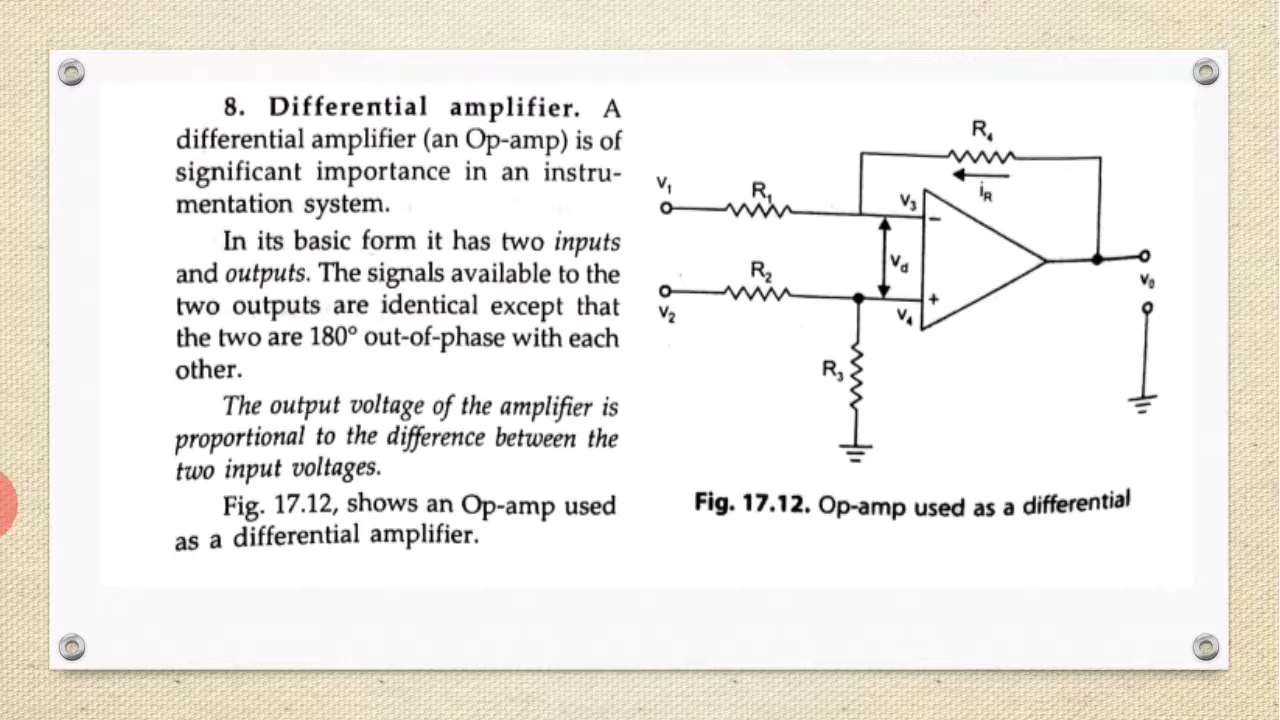 8. Differential amplifier. A
differential amplifier (an Op-amp) is of
significant importance in an instru-
mentation system.
In its basic form it has two inputs
and outputs. The signals available to the
two outputs are identical except that
the two are 180° out-of-phase with each
other.
The output voltage of the amplifier is
proportional to the difference between the
two input voltages.
Fig. 17.12, shows an Op-amp used
as a differential amplifier.
R₄
iR
V₁
R₁
V₃
−
Vd
R₂
V₂
V₄
+
V₀
R₃
Fig. 17.12. Op-amp used as a differential